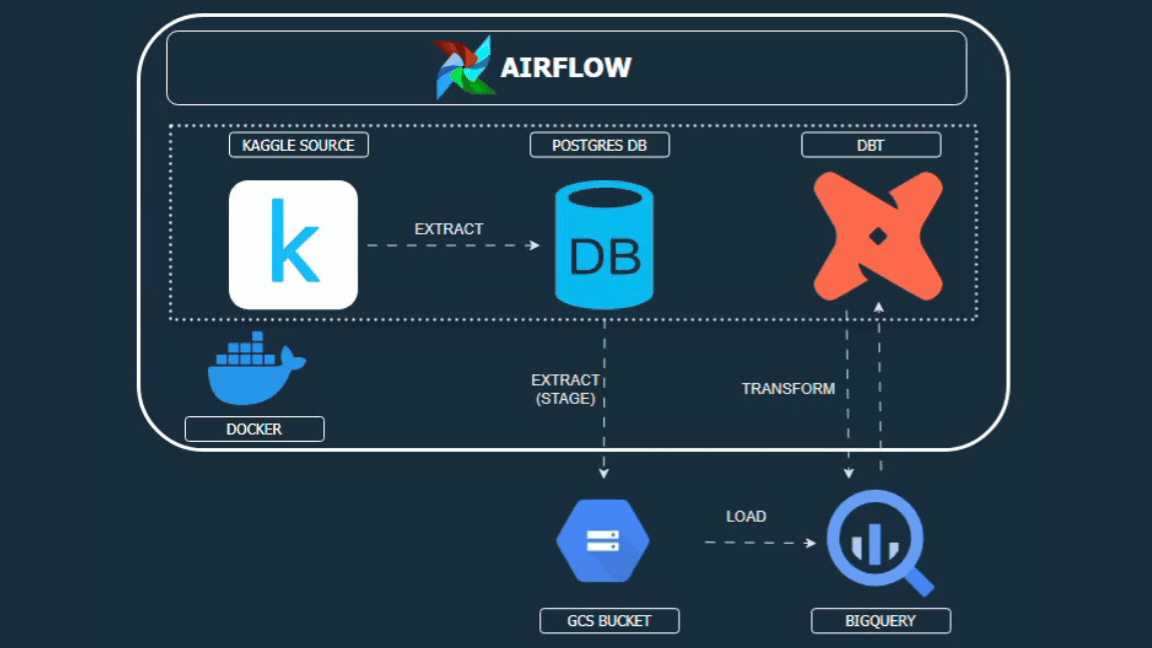 AIRFLOW
KAGGLE SOURCE
POSTGRES DB
DBT
k
EXTRACT
DB
EXTRACT
(STAGE)
TRANSFORM
DOCKER
LOAD
GCS BUCKET
BIGQUERY